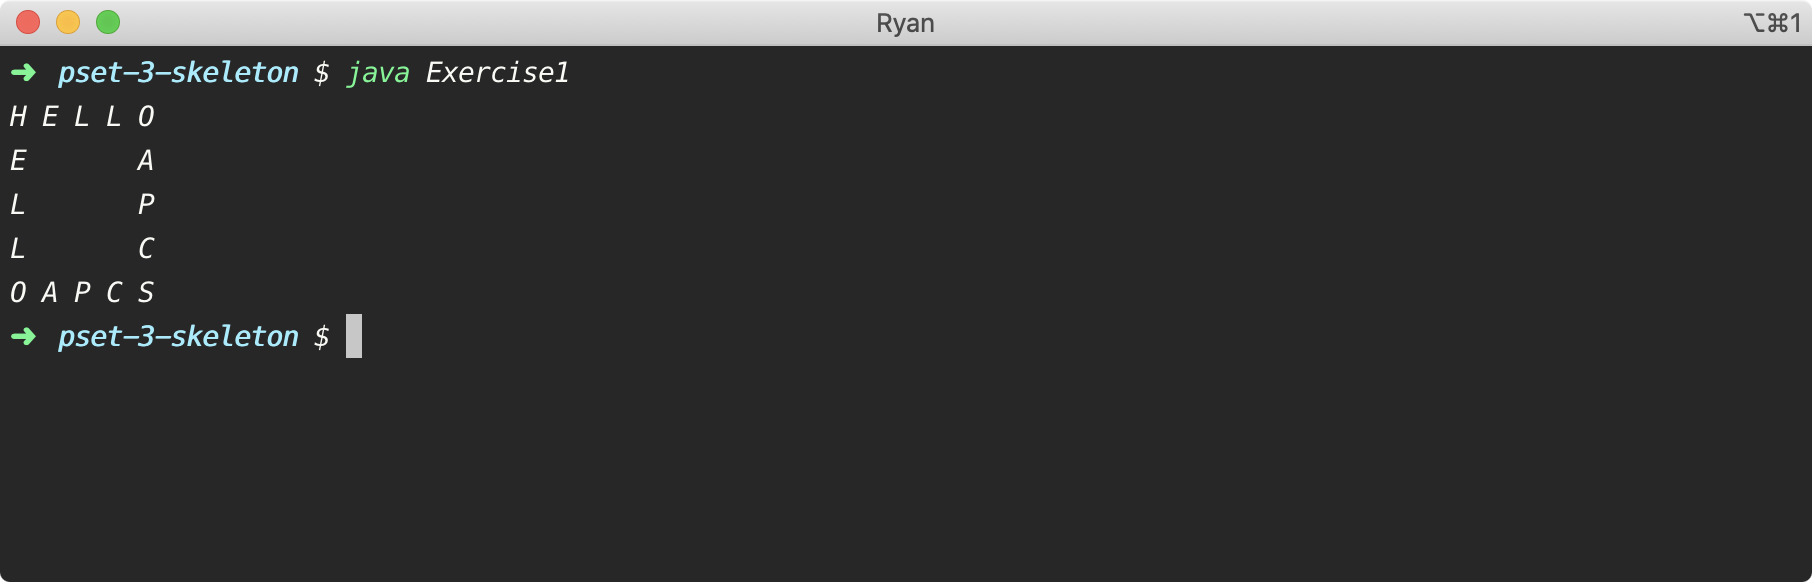 Ryan ⌥⌘1
➜ pset-3-skeleton $ java Exercise1
H E L L O
E       A
L       P
L       C
O A P C S
➜ pset-3-skeleton $